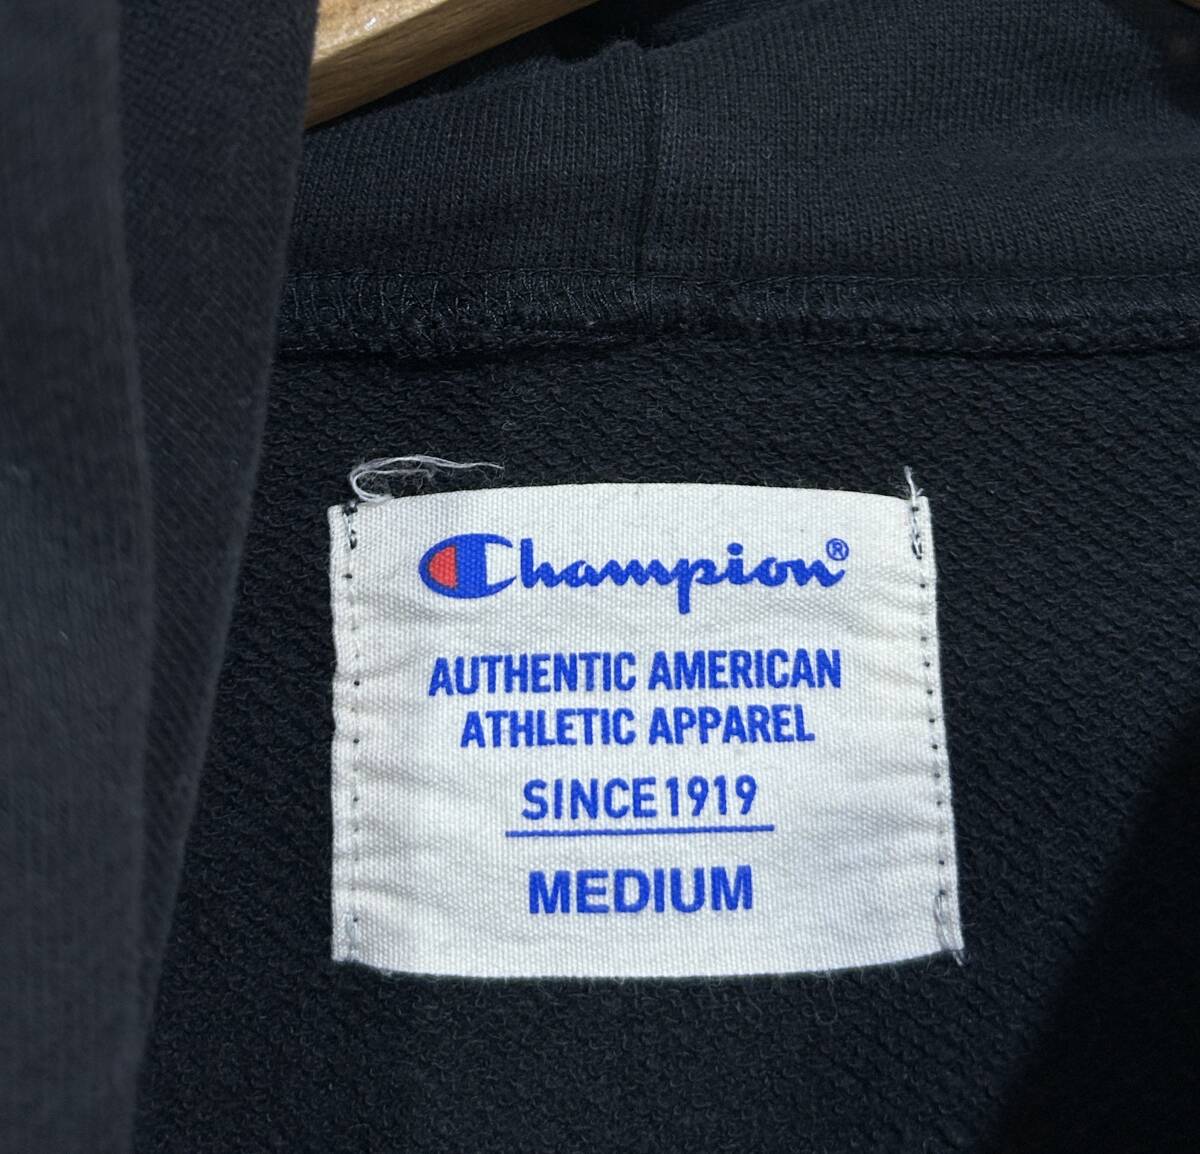 Champion®
AUTHENTIC AMERICAN
ATHLETIC APPAREL
SINCE 1919
MEDIUM